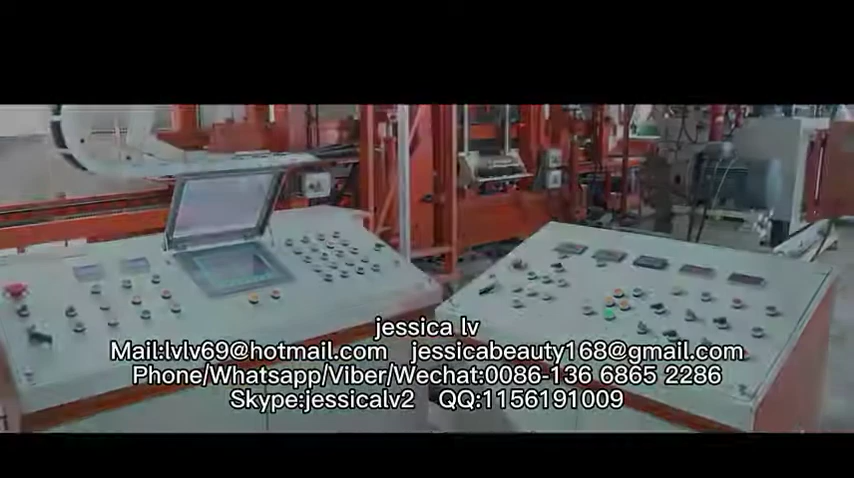 jessica lv
Mail:lvlv69@hotmail.com jessicabeauty168@gmail.com
Phone/Whatsapp/Viber/Wechat:0086-136 6865 2286
Skype:jessicalv2 QQ:1156191009